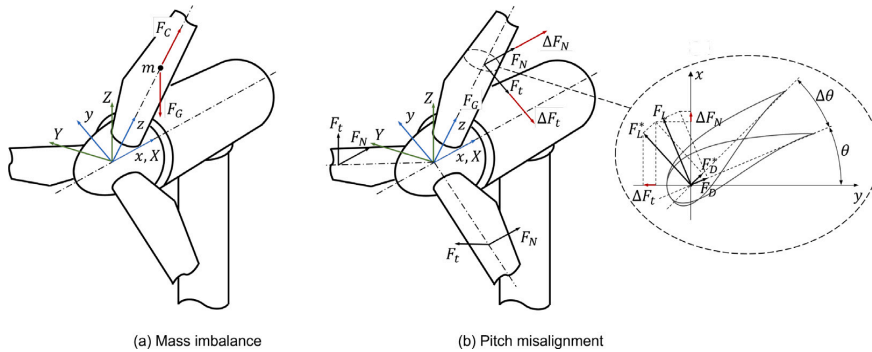 F_C
m
F_G
Z
y
Y
z
x, X
(a) Mass imbalance
ΔF_N
F_N
F_t
F_G
ΔF_t
Z
y
Y
z
x, X
F_t
F_N
F_t
F_N
(b) Pitch misalignment
x
F_L
F_L^*
ΔF_N
Δθ
θ
F_D^*
F_D
ΔF_t
y